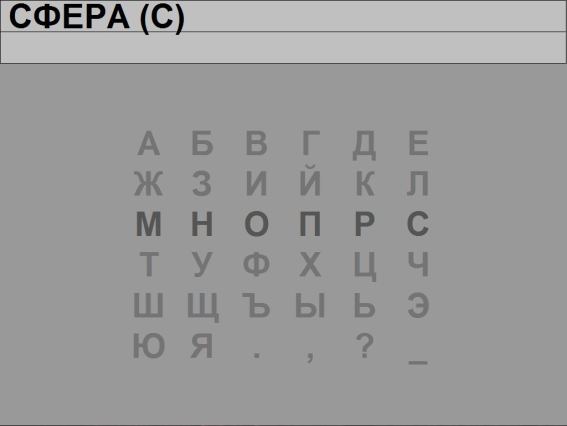 СФЕРА (С)
А Б В Г Д Е
Ж З И Й К Л
М Н О П Р С
Т У Ф Х Ц Ч
Ш Щ Ъ Ы Ь Э
Ю Я . , ? _